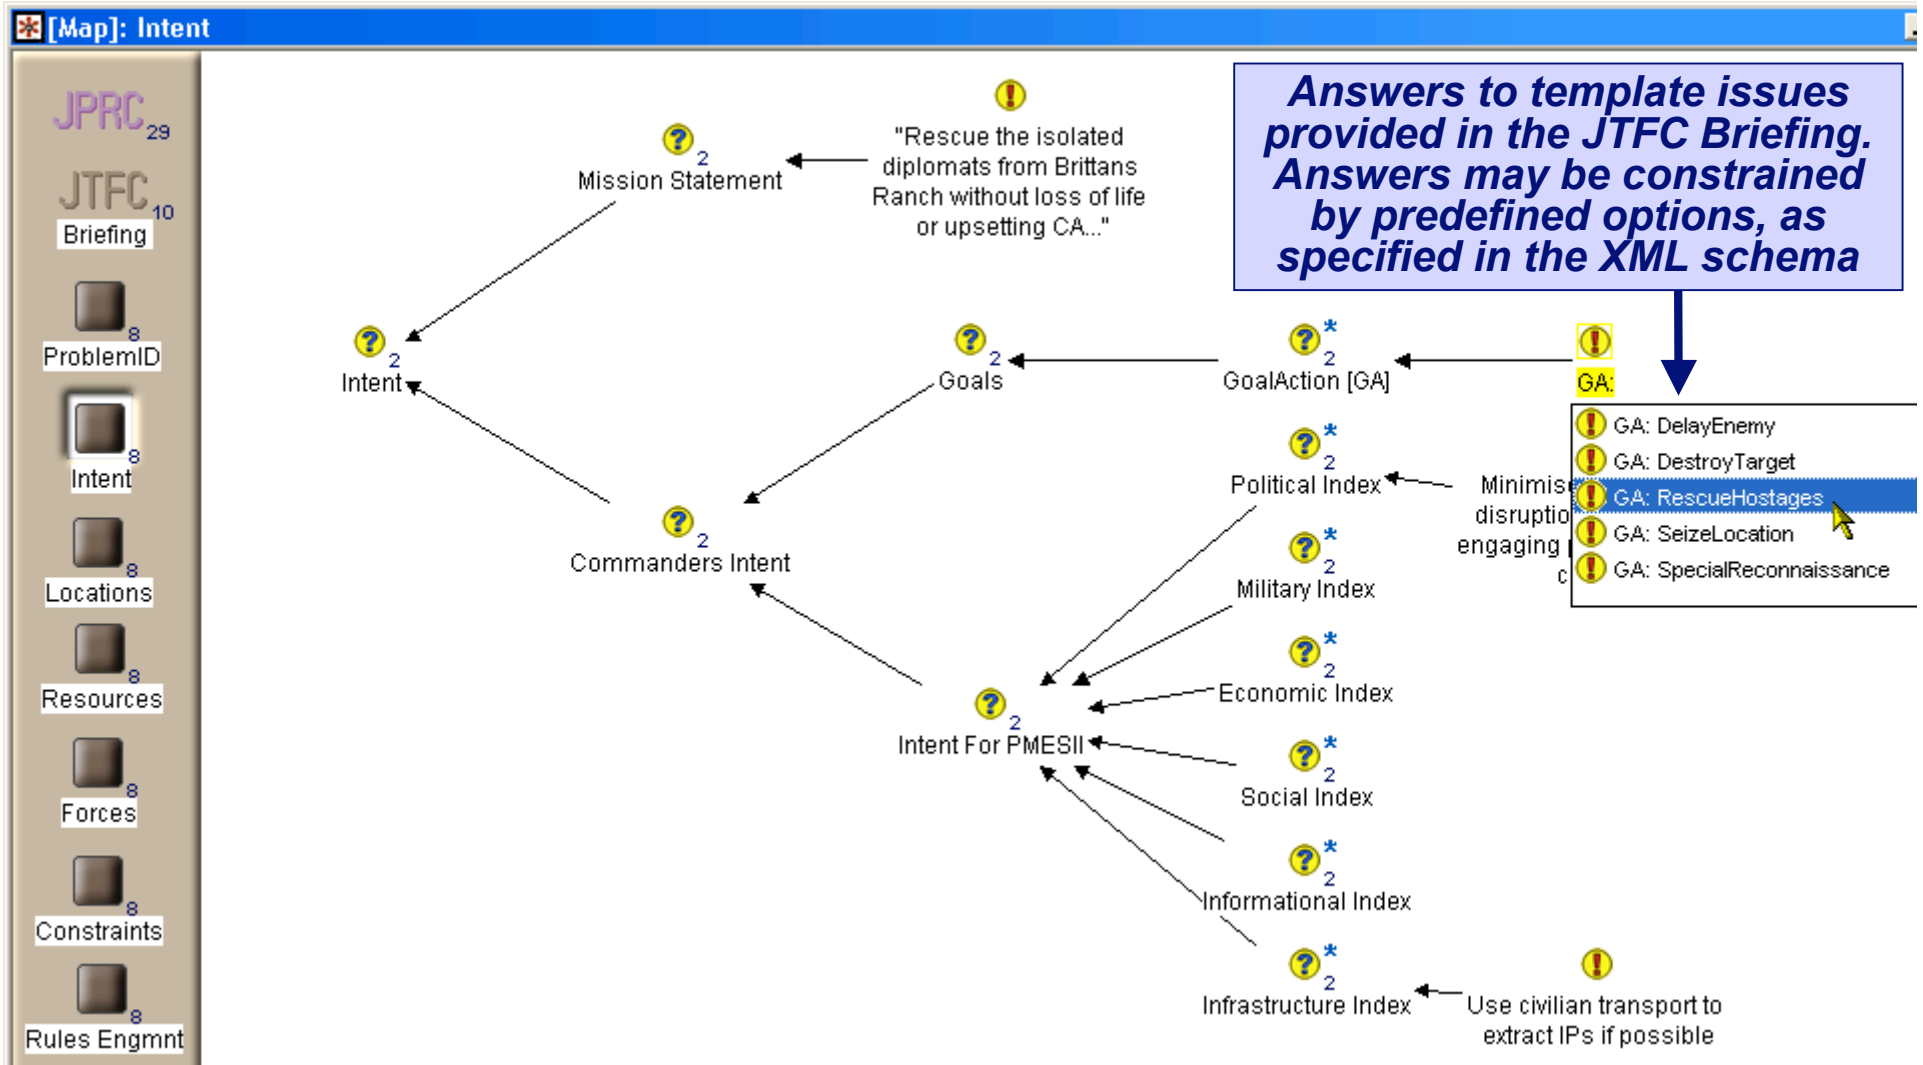 [Map]: Intent
JPRC 29
JTFC 10
Briefing
8
ProblemID
8
Intent
8
Locations
8
Resources
8
Forces
8
Constraints
8
Rules Engmnt
? 2
Mission Statement
!
"Rescue the isolated
diplomats from Brittans
Ranch without loss of life
or upsetting CA..."
Answers to template issues
provided in the JTFC Briefing.
Answers may be constrained
by predefined options, as
specified in the XML schema
? 2
Intent
? 2
Goals
? * 2
GoalAction [GA]
!
GA:
! GA: DelayEnemy
! GA: DestroyTarget
! GA: RescueHostages
! GA: SeizeLocation
! GA: SpecialReconnaissance
? * 2
Political Index
engaging
? 2
Commanders Intent
? * 2
Military Index
? * 2
Economic Index
? 2
Intent For PMESII
? * 2
Social Index
? * 2
Informational Index
? * 2
Infrastructure Index
!
Use civilian transport to
extract IPs if possible